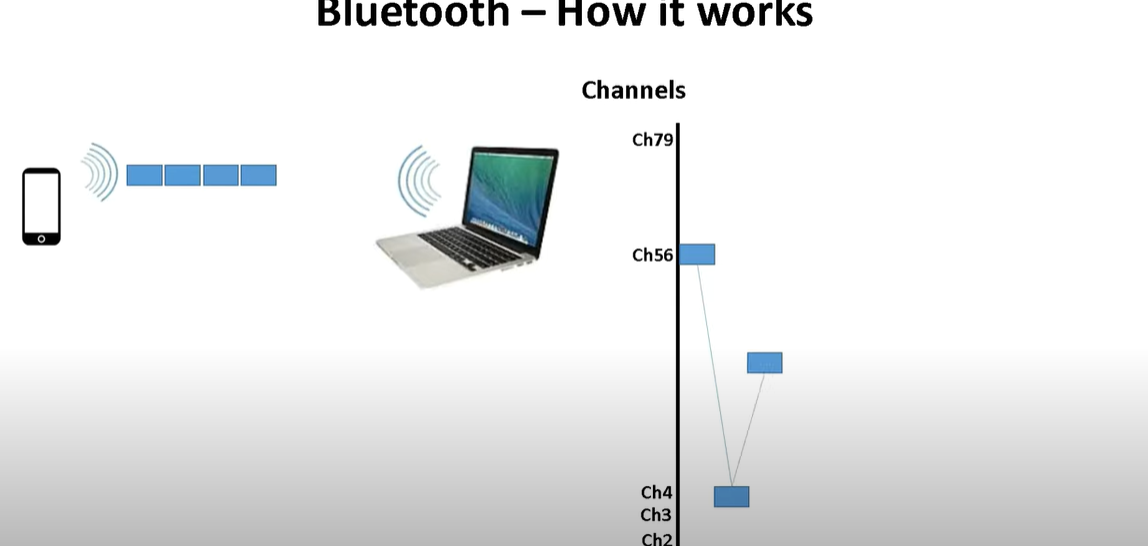 Bluetooth – How it works
Channels
Ch79
Ch56
Ch4
Ch3
Ch2